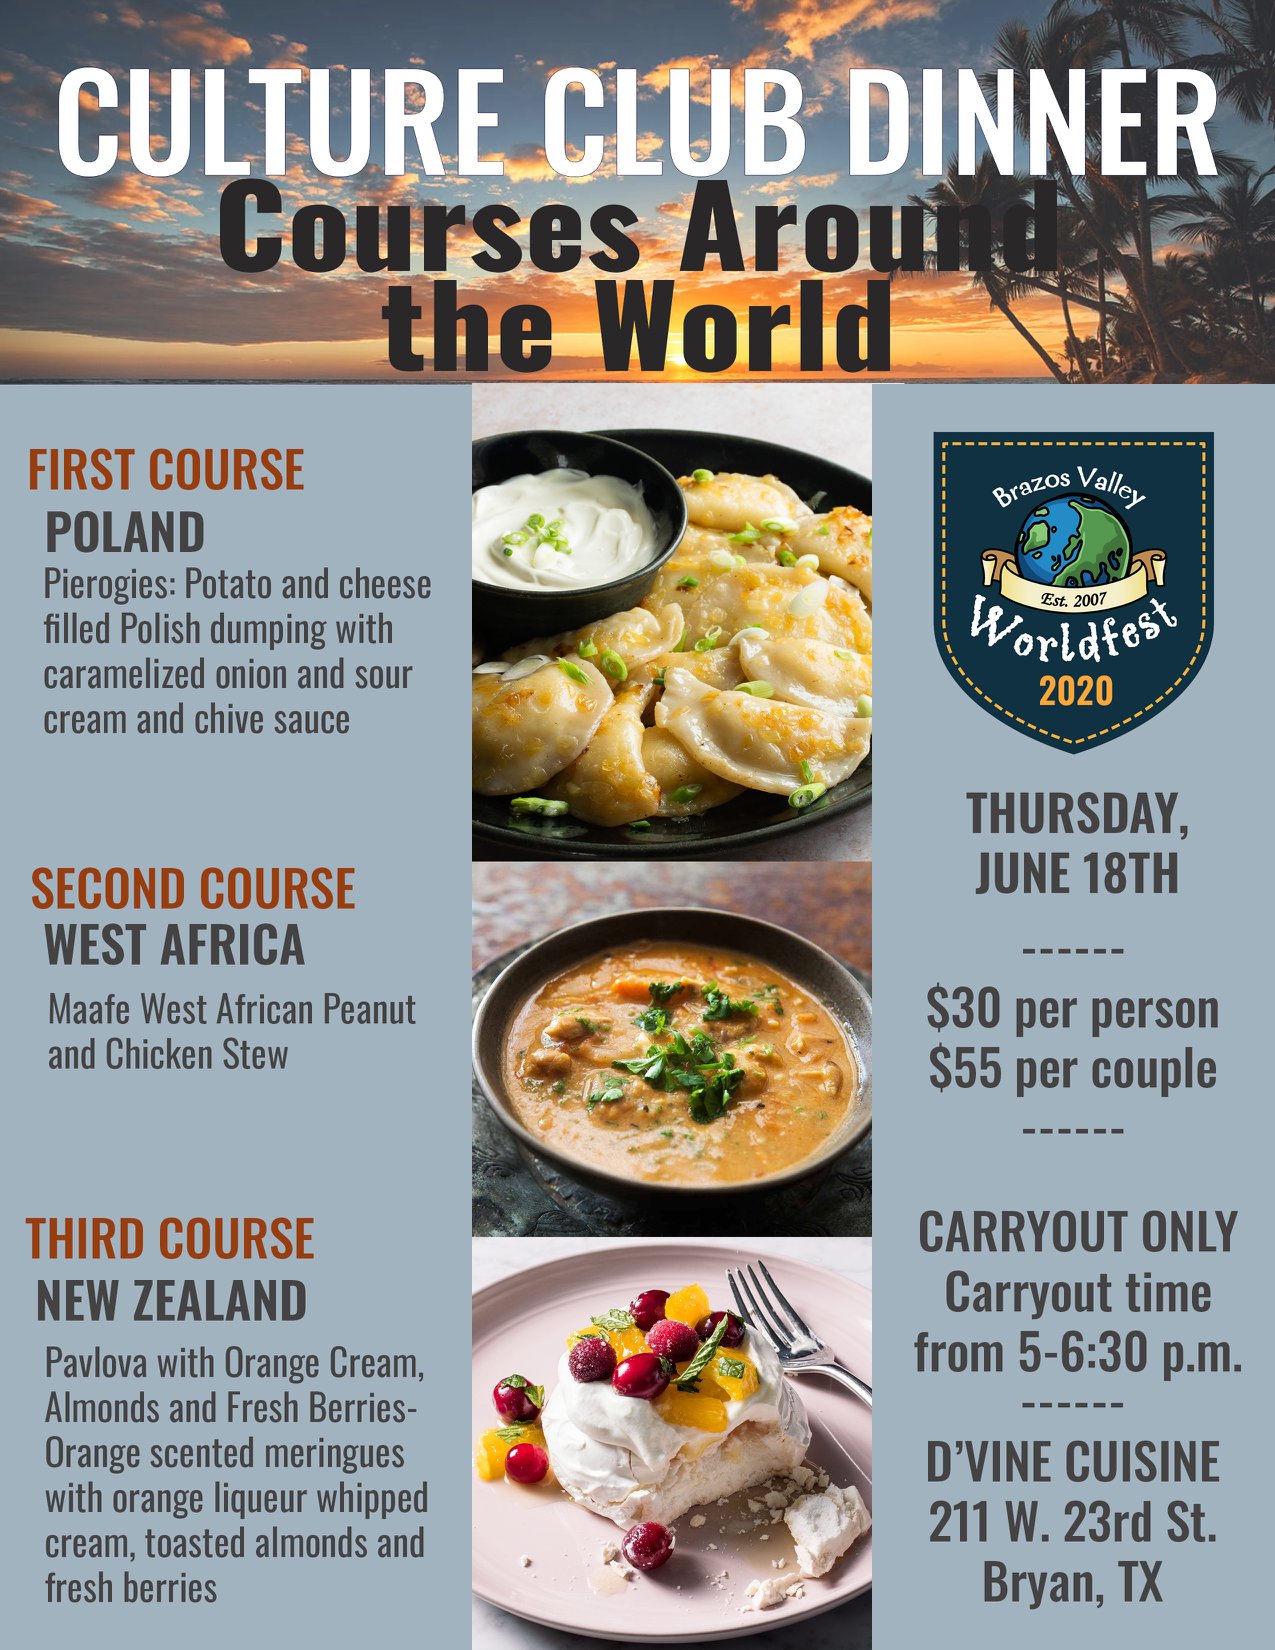 CULTURE CLUB DINNER
Courses Around
the World
FIRST COURSE
POLAND
Pierogies: Potato and cheese
filled Polish dumping with
caramelized onion and sour
cream and chive sauce
SECOND COURSE
WEST AFRICA
Maafe West African Peanut
and Chicken Stew
THIRD COURSE
NEW ZEALAND
Pavlova with Orange Cream,
Almonds and Fresh Berries-
Orange scented meringues
with orange liqueur whipped
cream, toasted almonds and
fresh berries
Brazos Valley
Est. 2007
Worldfest
2020
THURSDAY,
JUNE 18TH
------
$30 per person
$55 per couple
------
CARRYOUT ONLY
Carryout time
from 5-6:30 p.m.
------
D’VINE CUISINE
211 W. 23rd St.
Bryan, TX